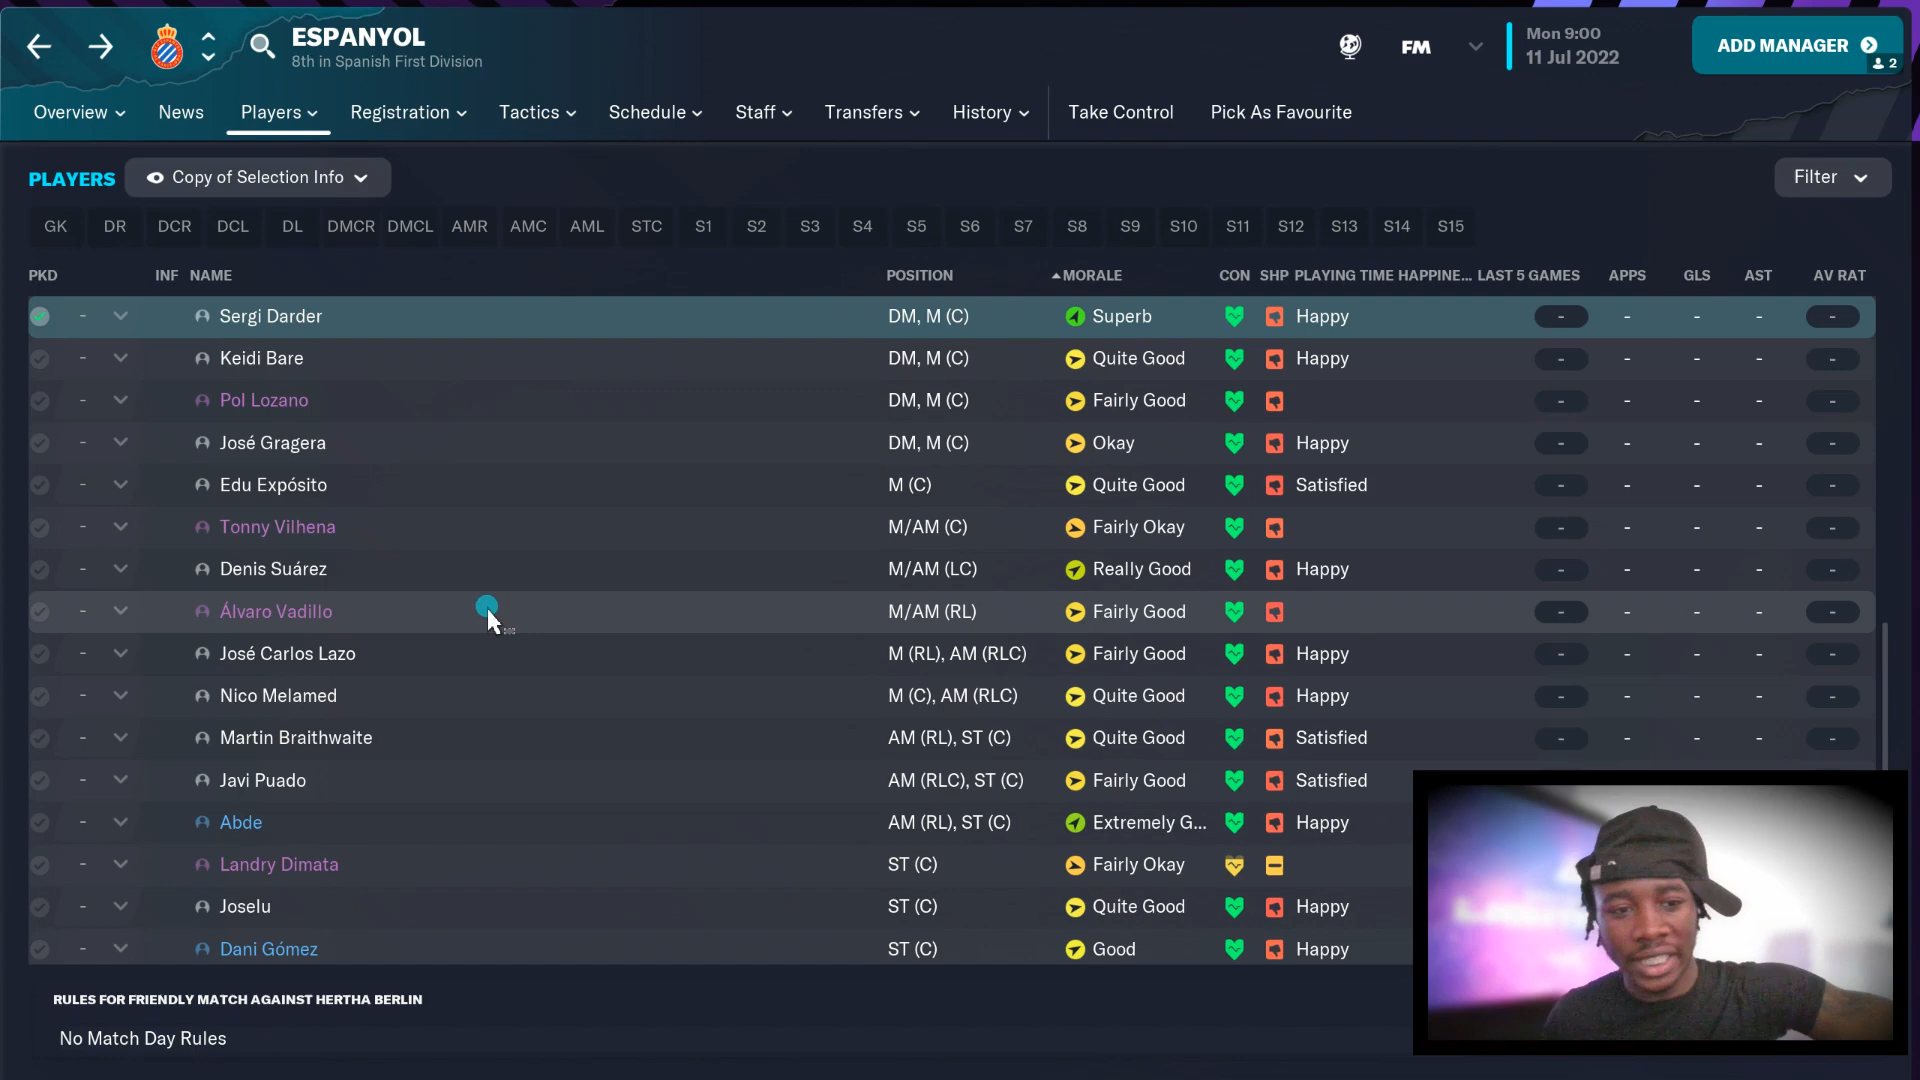 ESPANYOL
8th in Spanish First Division
FM
Mon 9:00
11 Jul 2022
ADD MANAGER
2
Overview News Players Registration Tactics Schedule Staff Transfers History Take Control Pick As Favourite
PLAYERS Copy of Selection Info Filter
GK DR DCR DCL DL DMCR DMCL AMR AMC AML STC S1 S2 S3 S4 S5 S6 S7 S8 S9 S10 S11 S12 S13 S14 S15
PKD INF NAME POSITION MORALE CON SHP PLAYING TIME HAPPINE... LAST 5 GAMES APPS GLS AST AV RAT
- Sergi Darder DM, M (C) Superb Happy - - - - -
- Keidi Bare DM, M (C) Quite Good Happy - - - - -
- Pol Lozano DM, M (C) Fairly Good - - - - -
- José Gragera DM, M (C) Okay Happy - - - - -
- Edu Expósito M (C) Quite Good Satisfied - - - - -
- Tonny Vilhena M/AM (C) Fairly Okay - - - - -
- Denis Suárez M/AM (LC) Really Good Happy - - - - -
- Álvaro Vadillo M/AM (RL) Fairly Good - - - - -
- José Carlos Lazo M (RL), AM (RLC) Fairly Good Happy - - - - -
- Nico Melamed M (C), AM (RLC) Quite Good Happy - - - - -
- Martin Braithwaite AM (RL), ST (C) Quite Good Satisfied - - - - -
- Javi Puado AM (RLC), ST (C) Fairly Good Satisfied
- Abde AM (RL), ST (C) Extremely G... Happy
- Landry Dimata ST (C) Fairly Okay
- Joselu ST (C) Quite Good Happy
- Dani Gómez ST (C) Good Happy
RULES FOR FRIENDLY MATCH AGAINST HERTHA BERLIN
No Match Day Rules